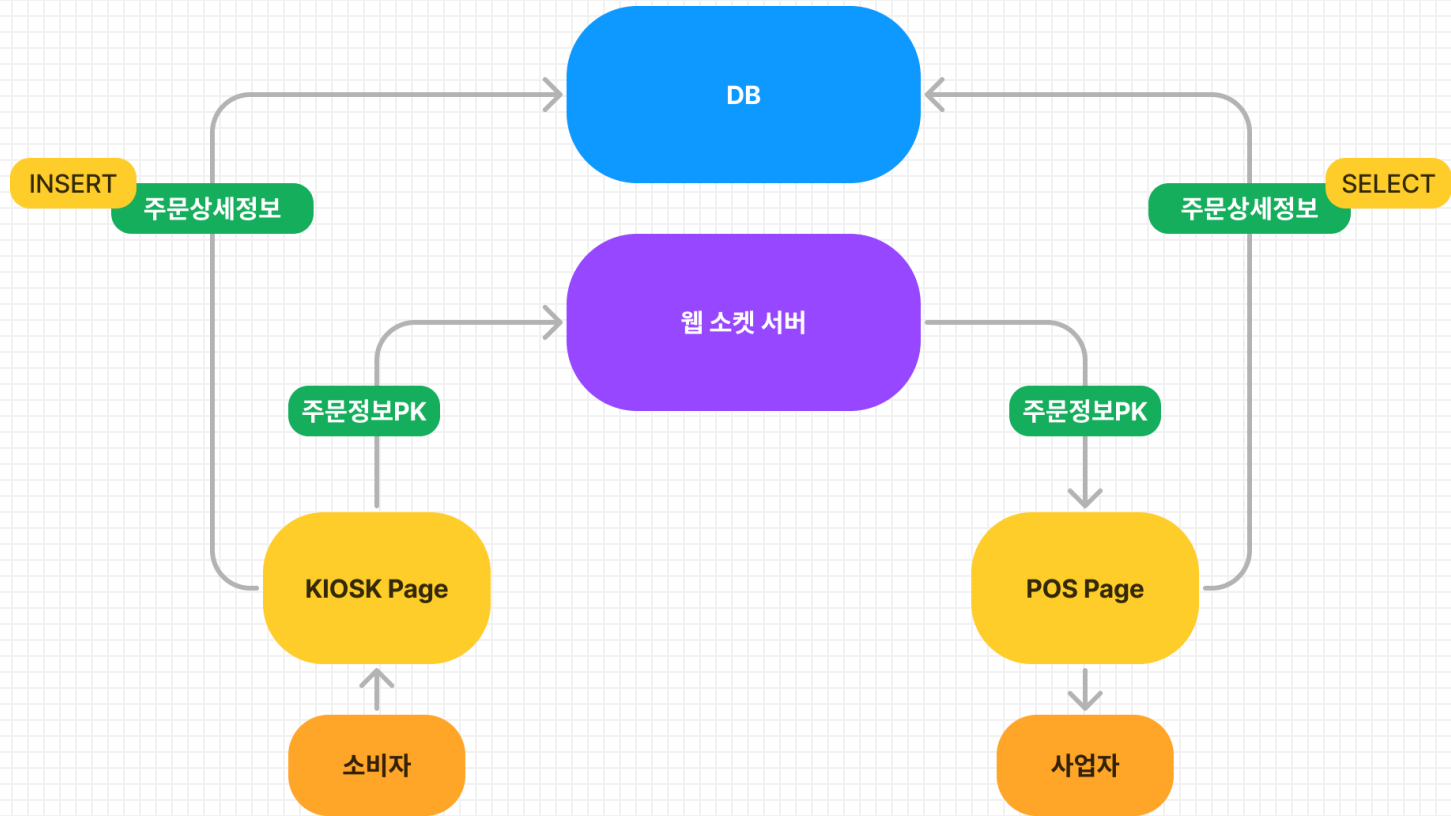 DB
INSERT
주문상세정보
SELECT
주문상세정보
웹 소켓 서버
주문정보PK
주문정보PK
KIOSK Page
POS Page
소비자
사업자